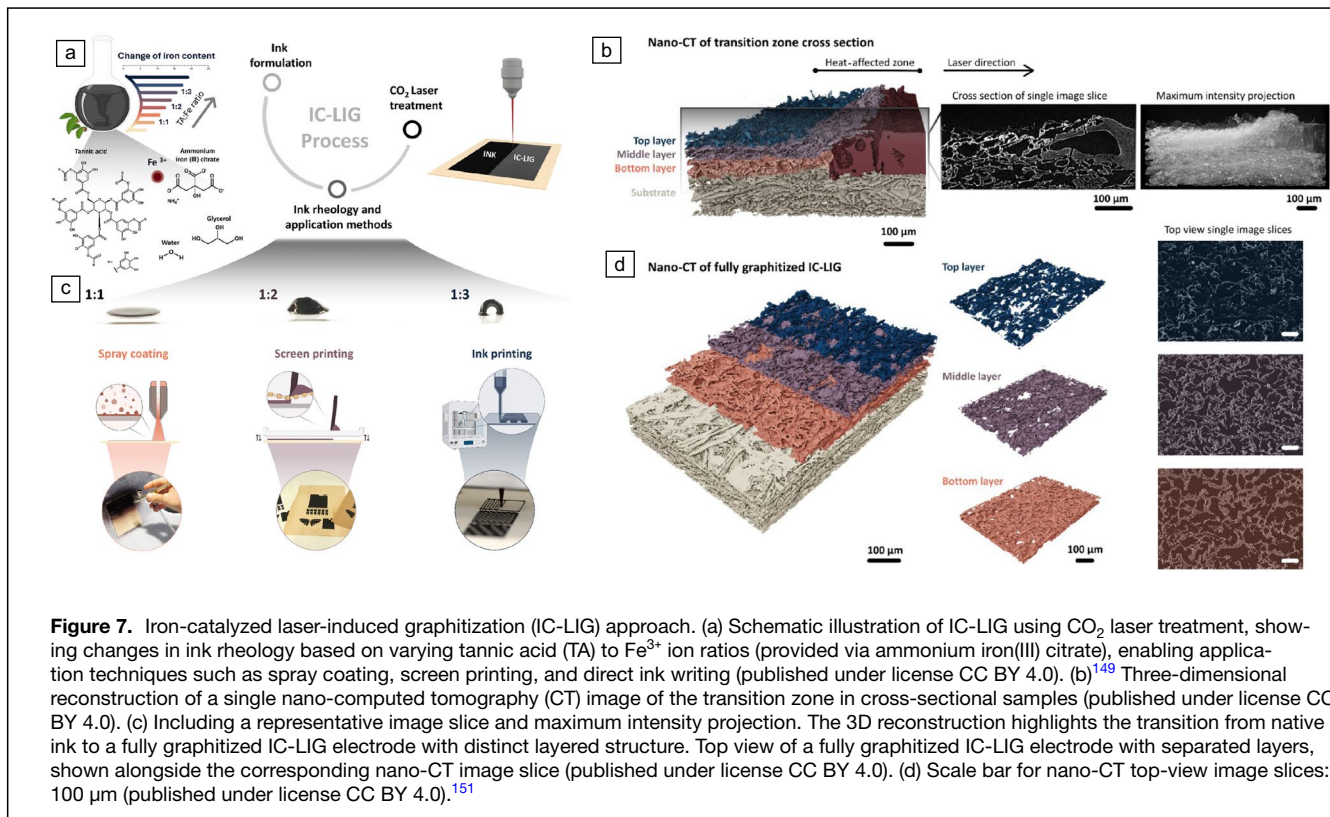 a
Change of iron content
1:3
1:2
1:1
TA-Fe ratio
Tannic acid
Fe 3+
Ammonium
iron (III) citrate
NH₄⁺
Glycerol
Water
Ink
formulation
IC-LIG
Process
CO₂ Laser
treatment
Ink rheology and
application methods
INK
IC-LIG
b
Nano-CT of transition zone cross section
Heat-affected zone
Laser direction
Cross section of single image slice
Maximum intensity projection
Top layer
Middle layer
Bottom layer
Substrate
100 µm
100 µm
100 µm
c
1:1
1:2
1:3
Spray coating
Screen printing
Ink printing
d
Nano-CT of fully graphitized IC-LIG
Top layer
Middle layer
Bottom layer
100 µm
100 µm
Top view single image slices
Figure 7. Iron-catalyzed laser-induced graphitization (IC-LIG) approach. (a) Schematic illustration of IC-LIG using CO₂ laser treatment, show-
ing changes in ink rheology based on varying tannic acid (TA) to Fe³⁺ ion ratios (provided via ammonium iron(III) citrate), enabling applica-
tion techniques such as spray coating, screen printing, and direct ink writing (published under license CC BY 4.0). (b)¹⁴⁹ Three-dimensional
reconstruction of a single nano-computed tomography (CT) image of the transition zone in cross-sectional samples (published under license CC
BY 4.0). (c) Including a representative image slice and maximum intensity projection. The 3D reconstruction highlights the transition from native
ink to a fully graphitized IC-LIG electrode with distinct layered structure. Top view of a fully graphitized IC-LIG electrode with separated layers,
shown alongside the corresponding nano-CT image slice (published under license CC BY 4.0). (d) Scale bar for nano-CT top-view image slices:
100 µm (published under license CC BY 4.0).¹⁵¹